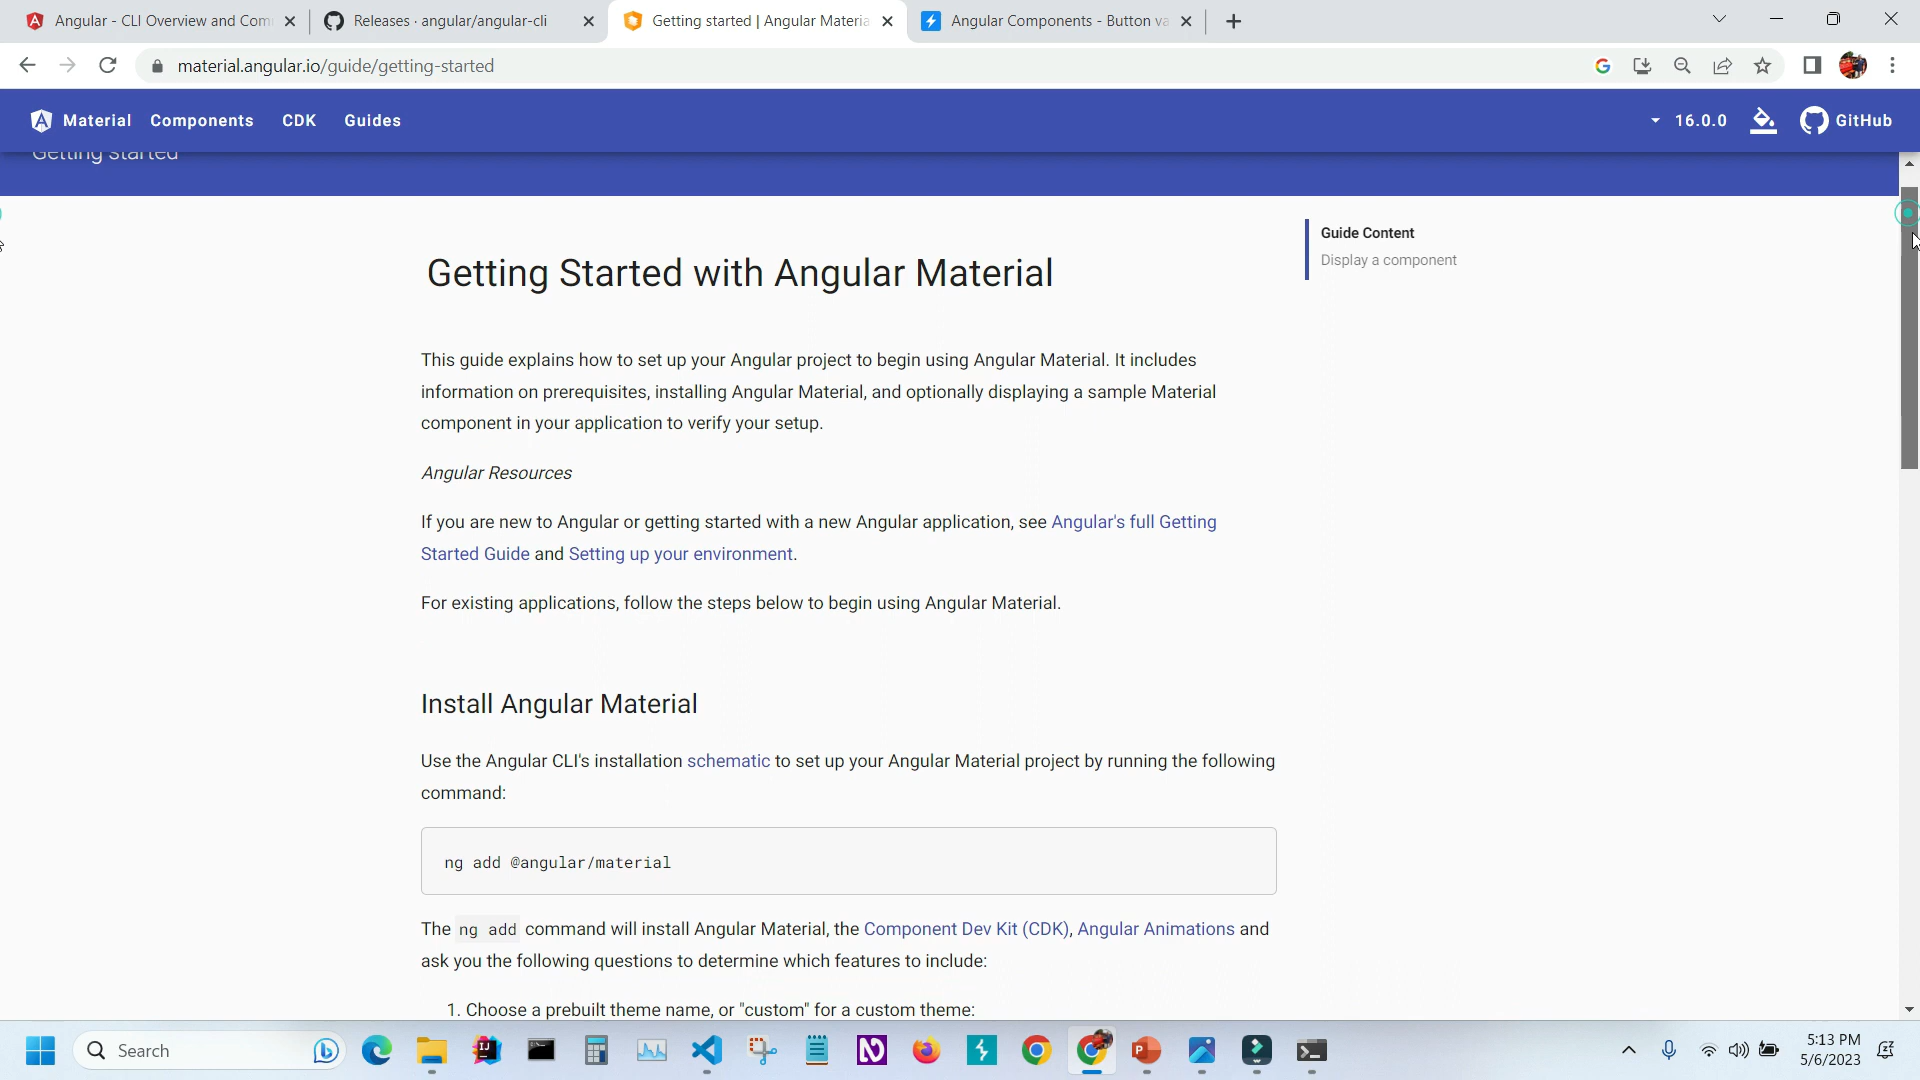 Angular - CLI Overview and Com
Releases · angular/angular-cli
Getting started | Angular Materia
Angular Components - Button va
material.angular.io/guide/getting-started
Material
Components
CDK
Guides
16.0.0
GitHub
Getting started
Getting Started with Angular Material
Guide Content
Display a component
This guide explains how to set up your Angular project to begin using Angular Material. It includes
information on prerequisites, installing Angular Material, and optionally displaying a sample Material
component in your application to verify your setup.
Angular Resources
If you are new to Angular or getting started with a new Angular application, see Angular's full Getting
Started Guide and Setting up your environment.
For existing applications, follow the steps below to begin using Angular Material.
Install Angular Material
Use the Angular CLI's installation schematic to set up your Angular Material project by running the following
command:
ng add @angular/material
The ng add command will install Angular Material, the Component Dev Kit (CDK), Angular Animations and
ask you the following questions to determine which features to include:
1. Choose a prebuilt theme name, or "custom" for a custom theme:
Search
5:13 PM
5/6/2023